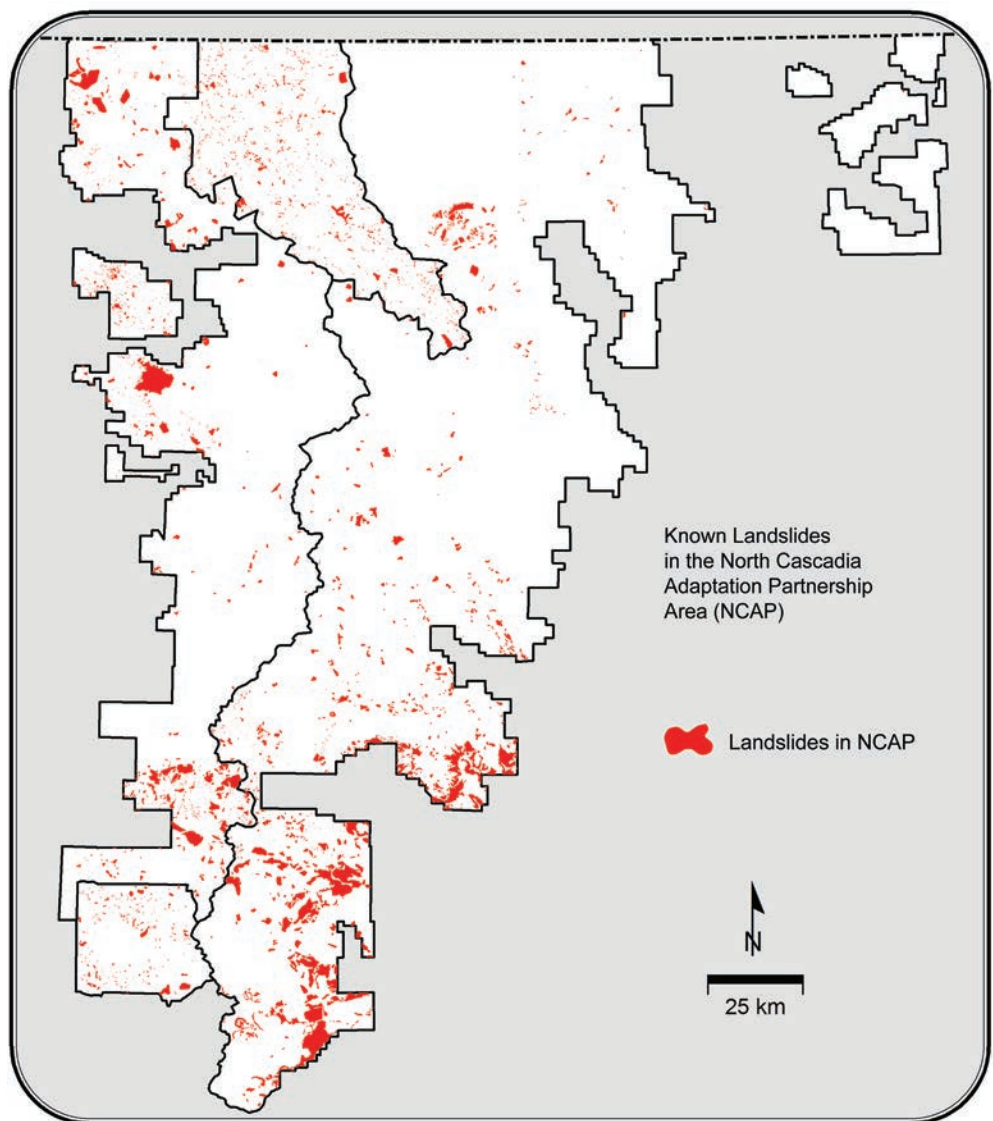 Known Landslides
in the North Cascadia
Adaptation Partnership
Area (NCAP)
Landslides in NCAP
N
25 km